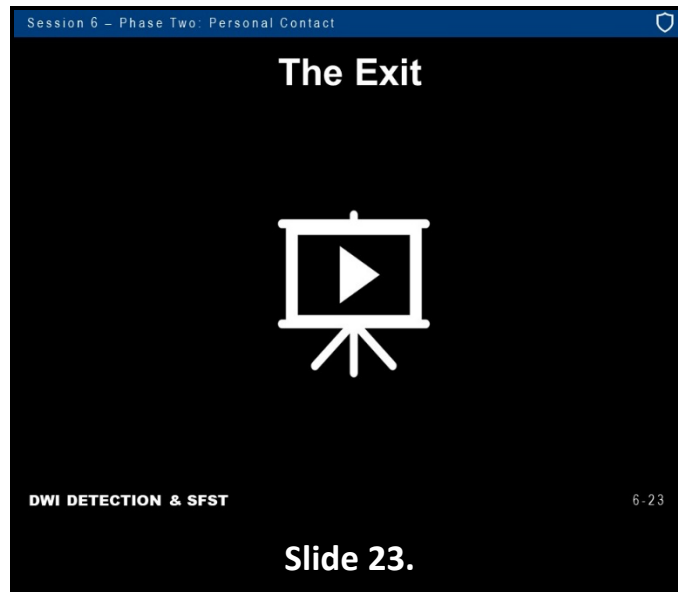 Session 6 – Phase Two: Personal Contact
The Exit
DWI DETECTION & SFST
6-23
Slide 23.